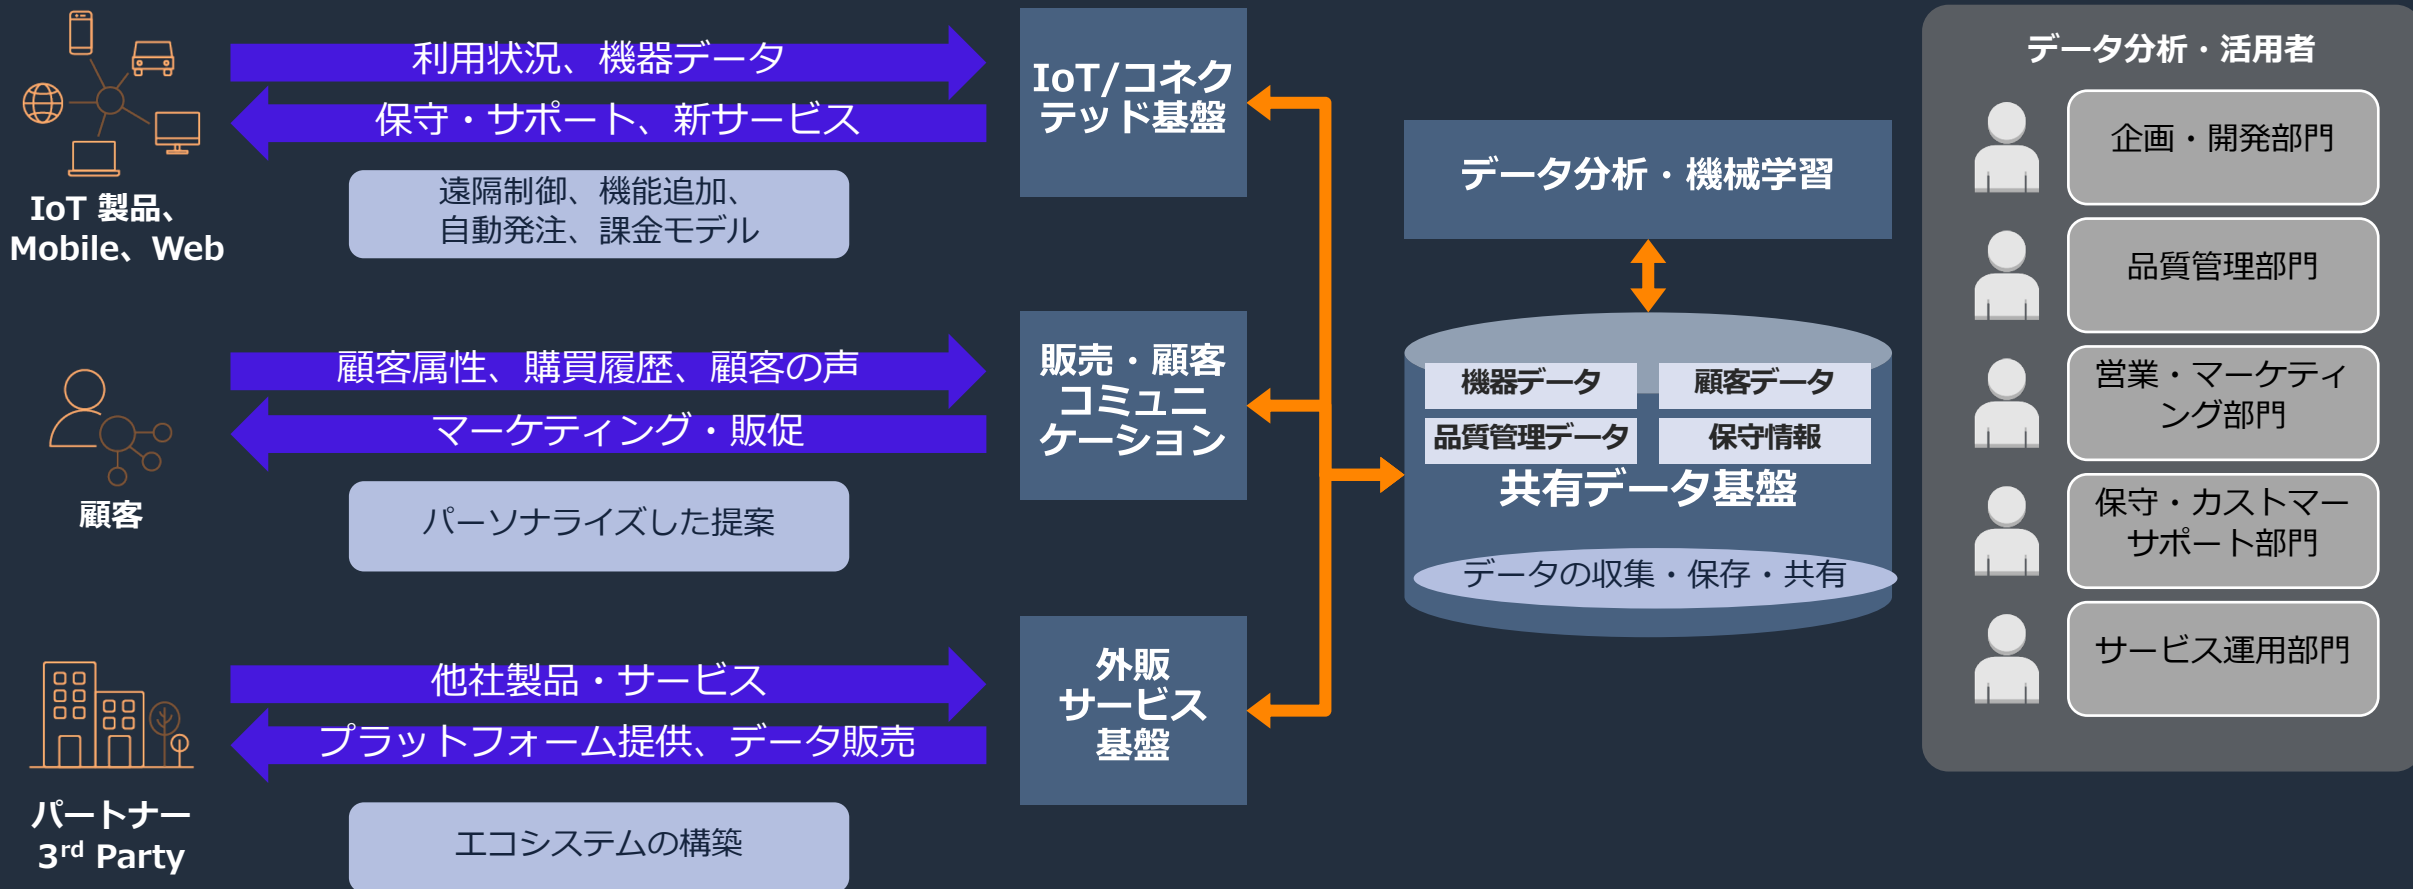 利用状況、機器データ
保守・サポート、新サービス
遠隔制御、機能追加、
自動発注、課金モデル
IoT 製品、
Mobile、Web
IoT/コネク
テッド基盤
顧客属性、購買履歴、顧客の声
マーケティング・販促
パーソナライズした提案
顧客
販売・顧客
コミュニ
ケーション
他社製品・サービス
プラットフォーム提供、データ販売
エコシステムの構築
パートナー
3rd Party
外販
サービス
基盤
データ分析・機械学習
機器データ
顧客データ
品質管理データ
保守情報
共有データ基盤
データの収集・保存・共有
データ分析・活用者
企画・開発部門
品質管理部門
営業・マーケティ
ング部門
保守・カストマー
サポート部門
サービス運用部門